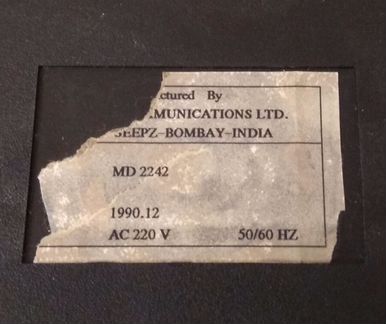 ctured By
MUNICATIONS LTD.
SEEPZ-BOMBAY-INDIA
MD 2242
1990.12
AC 220 V 50/60 HZ